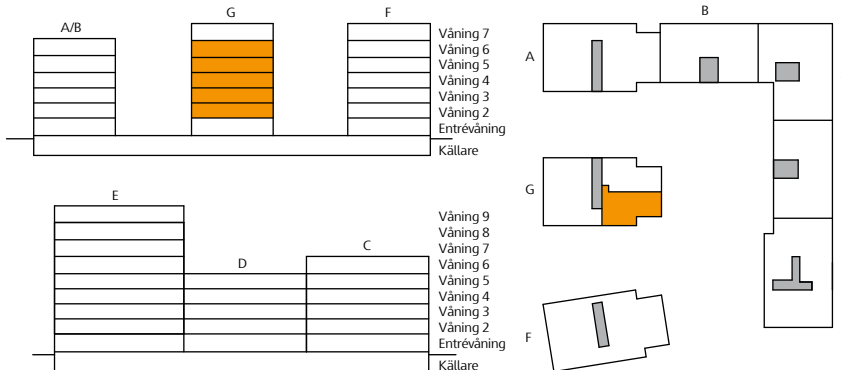 A/B
G
F
Våning 7
Våning 6
Våning 5
Våning 4
Våning 3
Våning 2
Entrévåning
Källare
E
D
C
Våning 9
Våning 8
Våning 7
Våning 6
Våning 5
Våning 4
Våning 3
Våning 2
Entrévåning
Källare
B
A
G
F